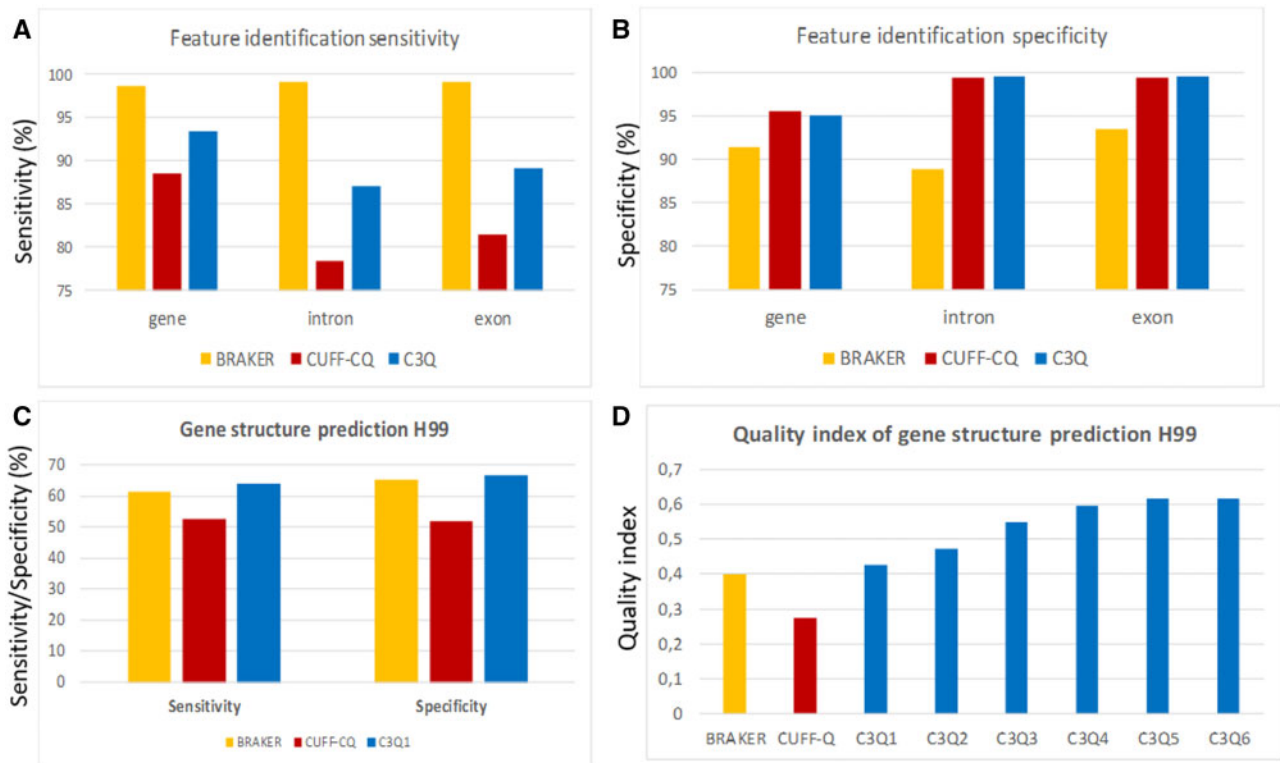 A
Feature identification sensitivity
Sensitivity (%)
100
95
90
85
80
75
gene intron exon
BRAKER CUFF-CQ C3Q
B
Feature identification specificity
Specificity (%)
100
95
90
85
80
75
gene intron exon
BRAKER CUFF-CQ C3Q
C
Gene structure prediction H99
Sensitivity/Specificity (%)
70
60
50
40
30
20
10
0
Sensitivity Specificity
BRAKER CUFF-CQ C3Q1
D
Quality index of gene structure prediction H99
Quality index
0,7
0,6
0,5
0,4
0,3
0,2
0,1
0
BRAKER CUFF-Q C3Q1 C3Q2 C3Q3 C3Q4 C3Q5 C3Q6